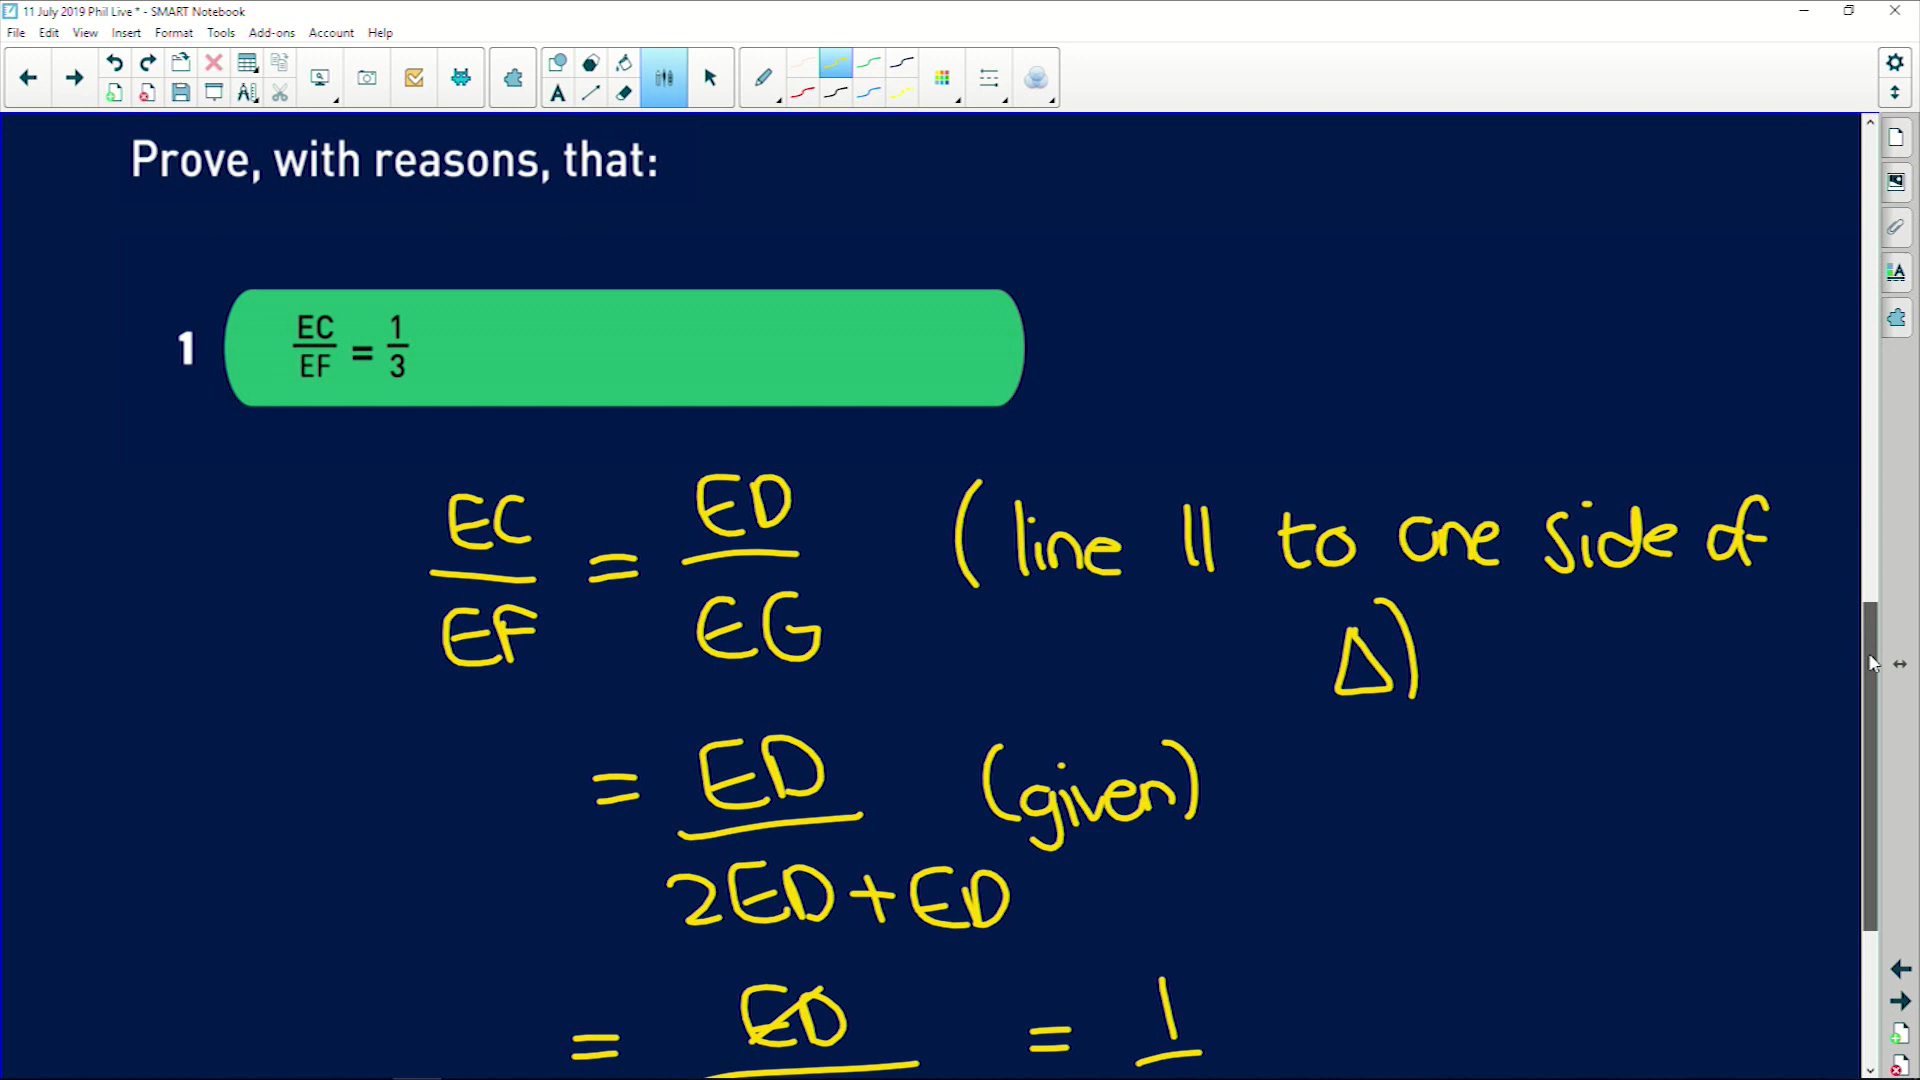 11 July 2019 Phil Live * - SMART Notebook
File Edit View Insert Format Tools Add-ons Account Help
Prove, with reasons, that:
1 EC/EF = 1/3
EC/EF = ED/EG (line || to one side of
Δ)
= ED/2ED+ED (given)
= ED = 1